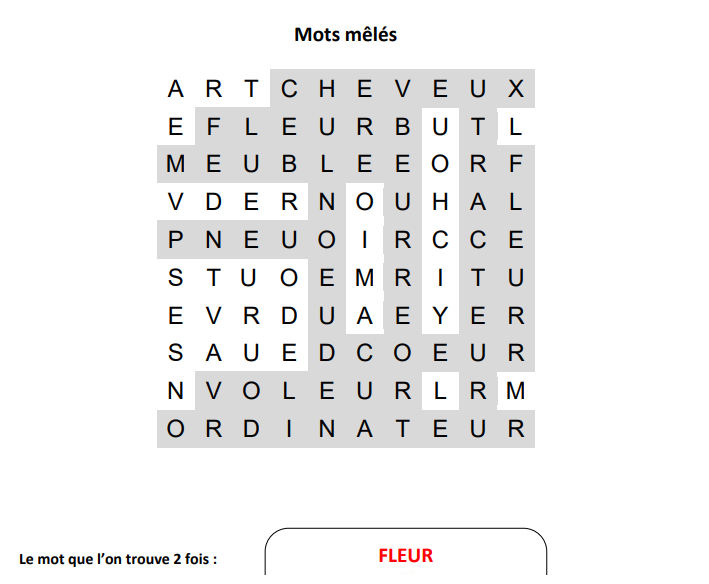 Mots mêlés
A R T C H E V E U X
E F L E U R B U T L
M E U B L E E O R F
V D E R N O U H A L
P N E U O I R C C E
S T U O E M R I T U
E V R D U A E Y E R
S A U E D C O E U R
N V O L E U R L R M
O R D I N A T E U R
Le mot que l’on trouve 2 fois :
FLEUR